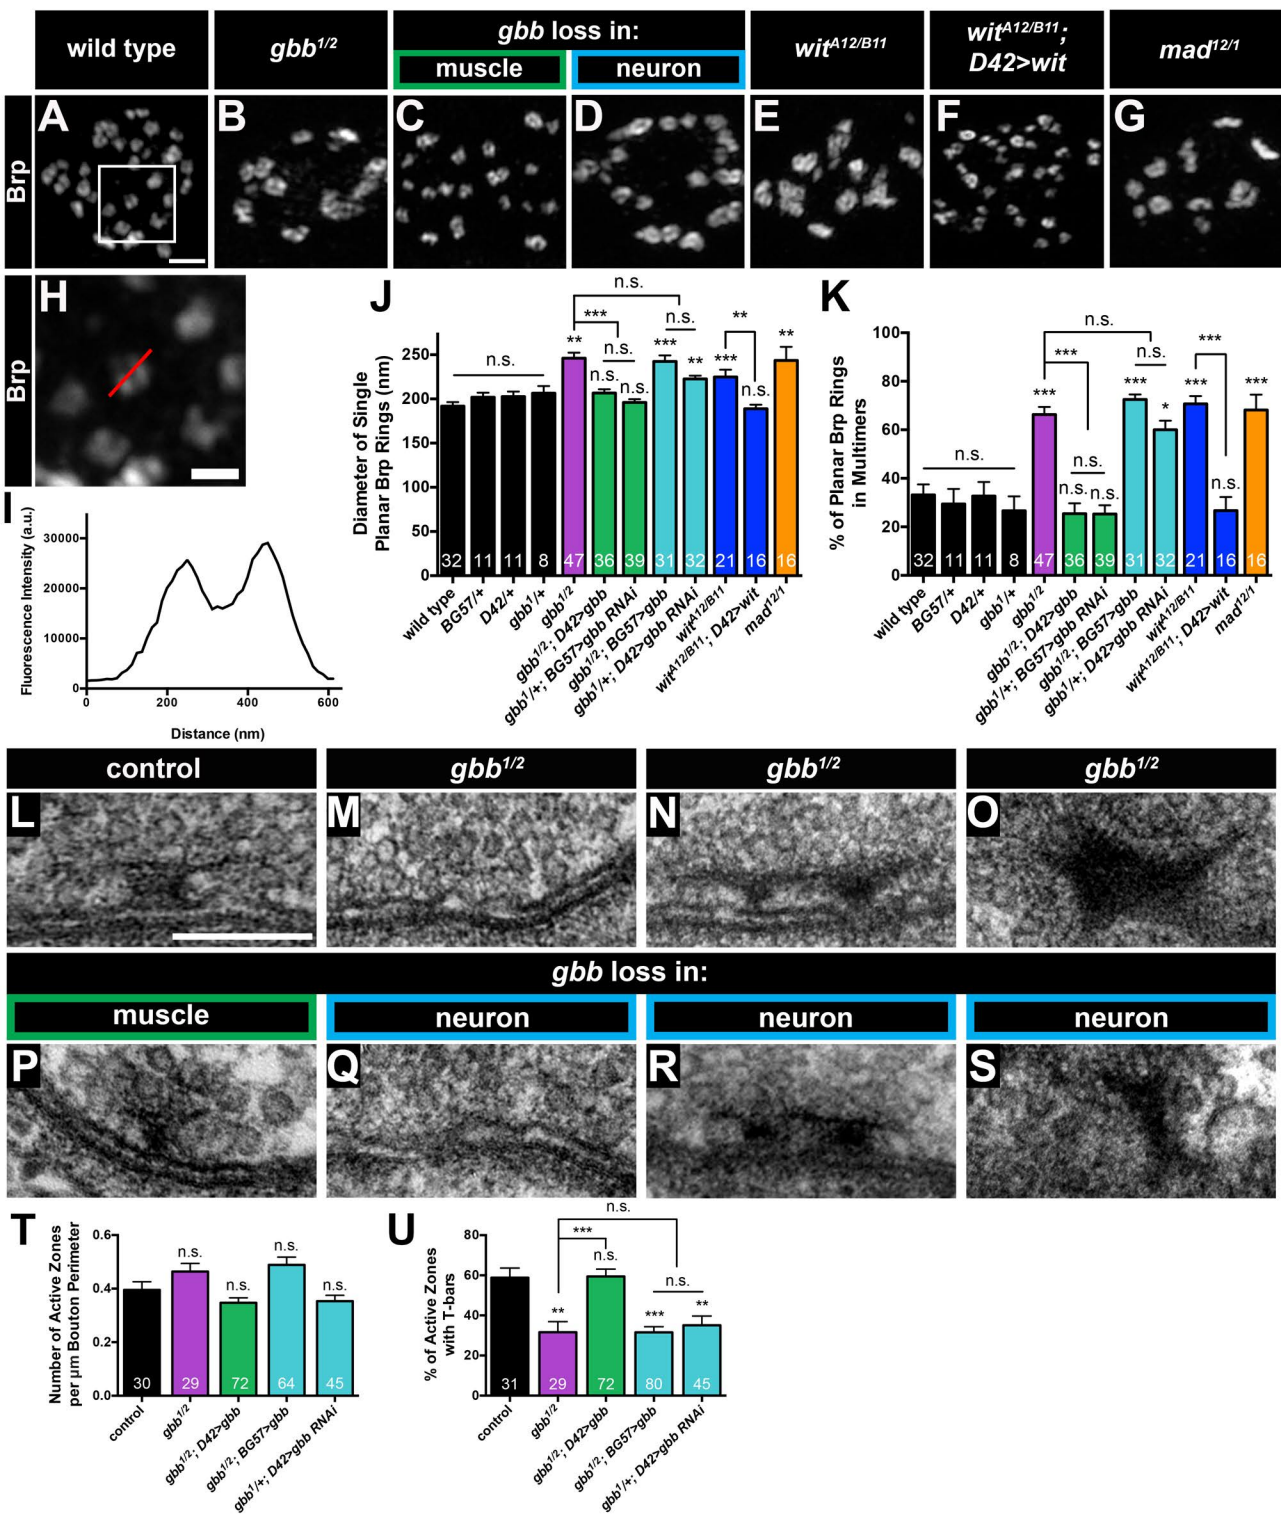 wild type
gbb1/2
gbb loss in:
muscle
neuron
witA12/B11
witA12/B11;
D42>wit
mad12/1
Brp
A
B
C
D
E
F
G
Brp
H
I
Fluorescence Intensity (a.u.)
30000
20000
10000
0
0
200
400
600
Distance (nm)
J
Diameter of Single
Planar Brp Rings (nm)
250
200
150
100
50
0
n.s.
**
***
n.s.
n.s.
n.s.
n.s.
***
n.s.
**
***
**
n.s.
**
32
11
11
8
47
36
39
31
32
21
16
16
wild type
BG57/+
D42/+
gbb1/+
gbb1/2
gbb1/2; D42>gbb
gbb1/+; BG57>gbb RNAi
gbb1/2; BG57>gbb
gbb1/+; D42>gbb RNAi
witA12/B11
witA12/B11; D42>wit
mad12/1
K
% of Planar Brp Rings
in Multimers
100
80
60
40
20
0
n.s.
***
***
n.s.
n.s.
n.s.
n.s.
***
n.s.
*
***
***
n.s.
***
32
11
11
8
47
36
39
31
32
21
16
16
wild type
BG57/+
D42/+
gbb1/+
gbb1/2
gbb1/2; D42>gbb
gbb1/+; BG57>gbb RNAi
gbb1/2; BG57>gbb
gbb1/+; D42>gbb RNAi
witA12/B11
witA12/B11; D42>wit
mad12/1
control
gbb1/2
gbb1/2
gbb1/2
L
M
N
O
gbb loss in:
muscle
neuron
neuron
neuron
P
Q
R
S
T
Number of Active Zones
per µm Bouton Perimeter
0.6
0.4
0.2
0.0
n.s.
n.s.
n.s.
n.s.
30
29
72
64
45
control
gbb1/2
gbb1/2; D42>gbb
gbb1/2; BG57>gbb
gbb1/+; D42>gbb RNAi
U
% of Active Zones
with T-bars
80
60
40
20
0
n.s.
***
n.s.
n.s.
**
***
**
31
29
72
80
45
control
gbb1/2
gbb1/2; D42>gbb
gbb1/2; BG57>gbb
gbb1/+; D42>gbb RNAi